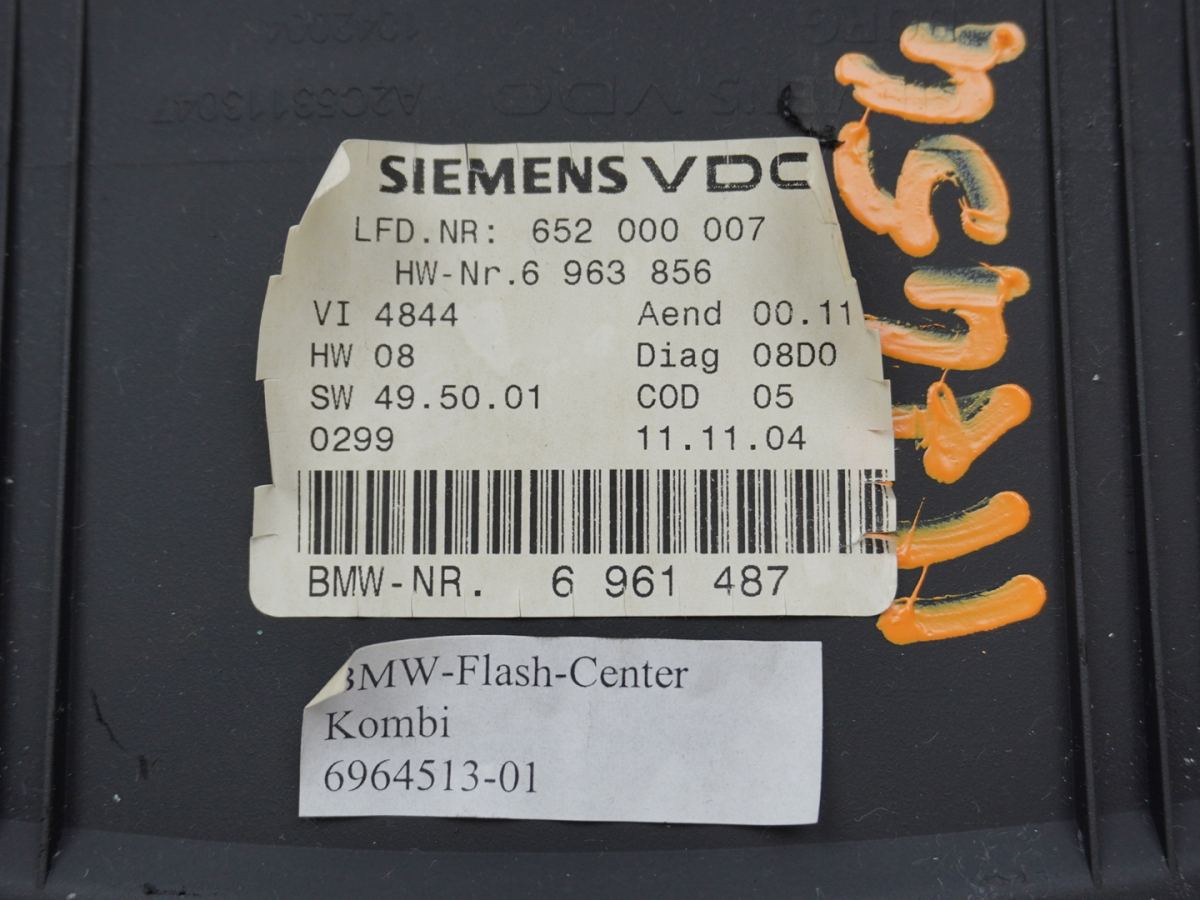 SIEMENS VDO
LFD.NR: 652 000 007
HW-Nr.6 963 856
VI 4844 Aend 00.11
HW 08 Diag 08D0
SW 49.50.01 COD 05
0299 11.11.04
BMW-NR. 6 961 487
BMW-Flash-Center
Kombi
6964513-01